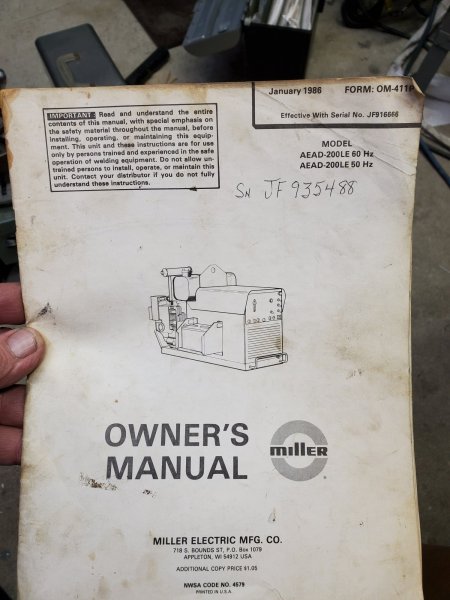 January 1986 FORM: OM-411P
Effective With Serial No. JF916666
IMPORTANT: Read and understand the entire
contents of this manual, with special emphasis on
the safety material throughout the manual, before
installing, operating, or maintaining this equip-
ment. This unit and these instructions are for use
only by persons trained and experienced in the safe
operation of welding equipment. Do not allow un-
trained persons to install, operate, or maintain this
unit. Contact your distributor if you do not fully
understand these instructions.
MODEL
AEAD-200LE 60 Hz
AEAD-200LE 50 Hz
SN JF935488
OWNER'S
MANUAL
miller
MILLER ELECTRIC MFG. CO.
718 S. BOUNDS ST, P.O. Box 1079
APPLETON, WI 54912 USA
ADDITIONAL COPY PRICE $1.05
NWSA CODE NO. 4579
PRINTED IN U.S.A.